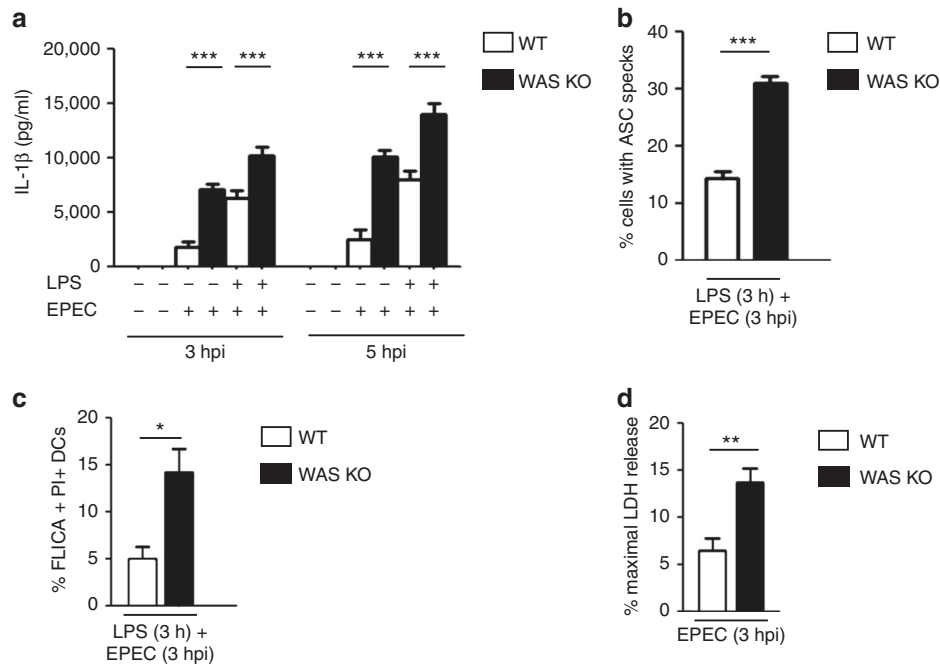 a
IL-1β (pg/ml)
20,000
15,000
10,000
5,000
0
*** *** *** ***
WT
WAS KO
LPS – – – – + + – – – – + +
EPEC – – + + + + – – + + + +
3 hpi 5 hpi
b
% cells with ASC specks
60
40
30
20
10
0
***
WT
WAS KO
LPS (3 h) +
EPEC (3 hpi)
c
% FLICA + PI+ DCs
20
15
10
5
0
*
WT
WAS KO
LPS (3 h) +
EPEC (3 hpi)
d
% maximal LDH release
20
15
10
5
0
**
WT
WAS KO
EPEC (3 hpi)